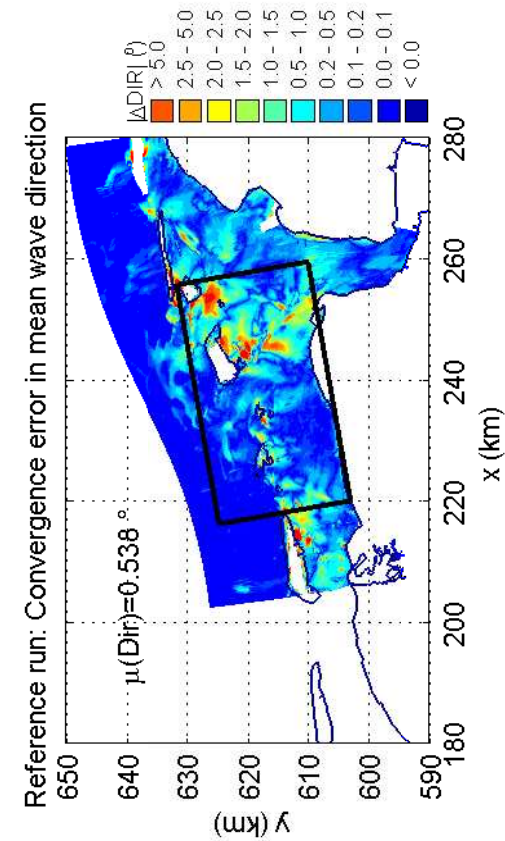 Reference run: Convergence error in mean wave direction
|ΔDIR| (º)
> 5.0
2.5 - 5.0
2.0 - 2.5
1.5 - 2.0
1.0 - 1.5
0.5 - 1.0
0.2 - 0.5
0.1 - 0.2
0.0 - 0.1
< 0.0
μ(Dir)=0.538 º
650
640
630
620
610
600
590
y (km)
180 200 220 240 260 280
x (km)